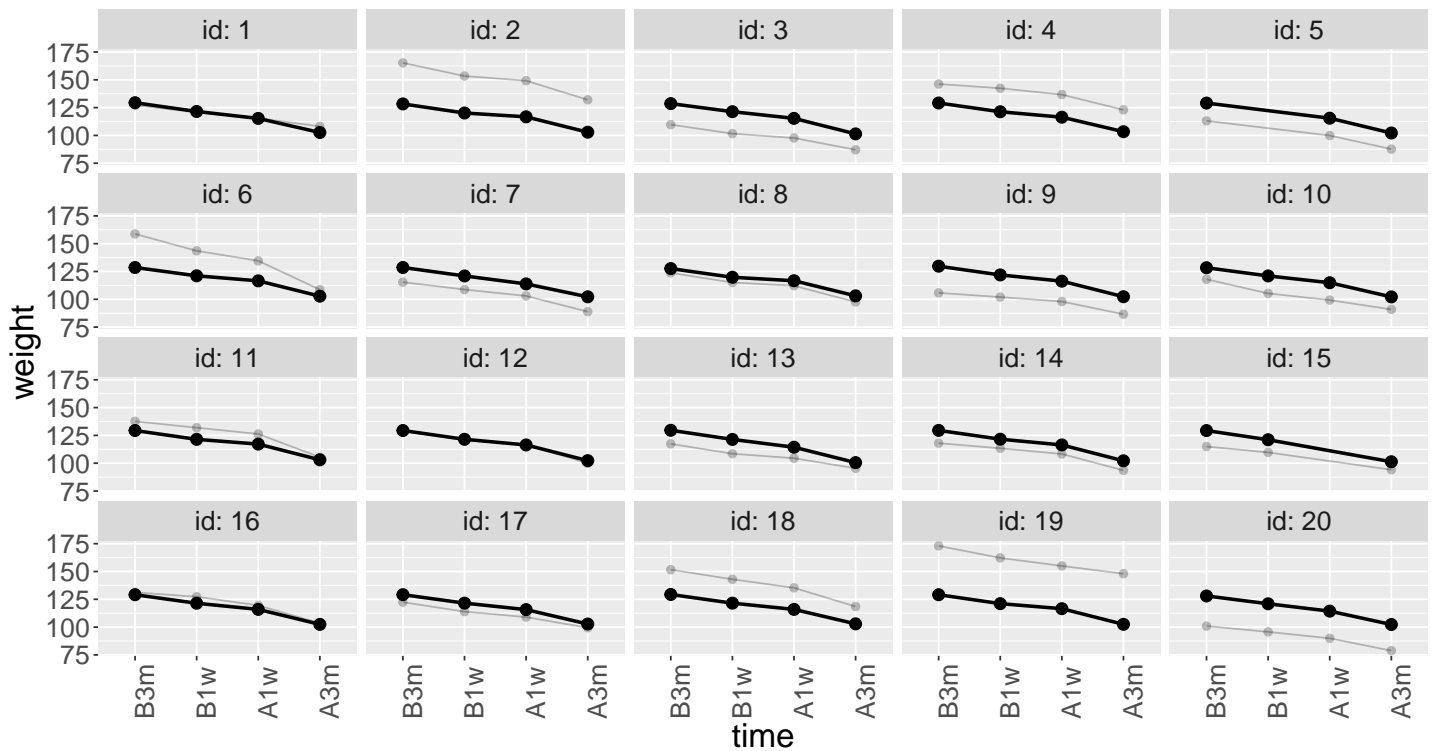 id: 1
id: 2
id: 3
id: 4
id: 5
175
150
125
100
75
id: 6
id: 7
id: 8
id: 9
id: 10
175
150
125
100
75
id: 11
id: 12
id: 13
id: 14
id: 15
175
150
125
100
75
id: 16
id: 17
id: 18
id: 19
id: 20
175
150
125
100
75
weight
B3m
B1w
A1w
A3m
B3m
B1w
A1w
A3m
B3m
B1w
A1w
A3m
B3m
B1w
A1w
A3m
B3m
B1w
A1w
A3m
time